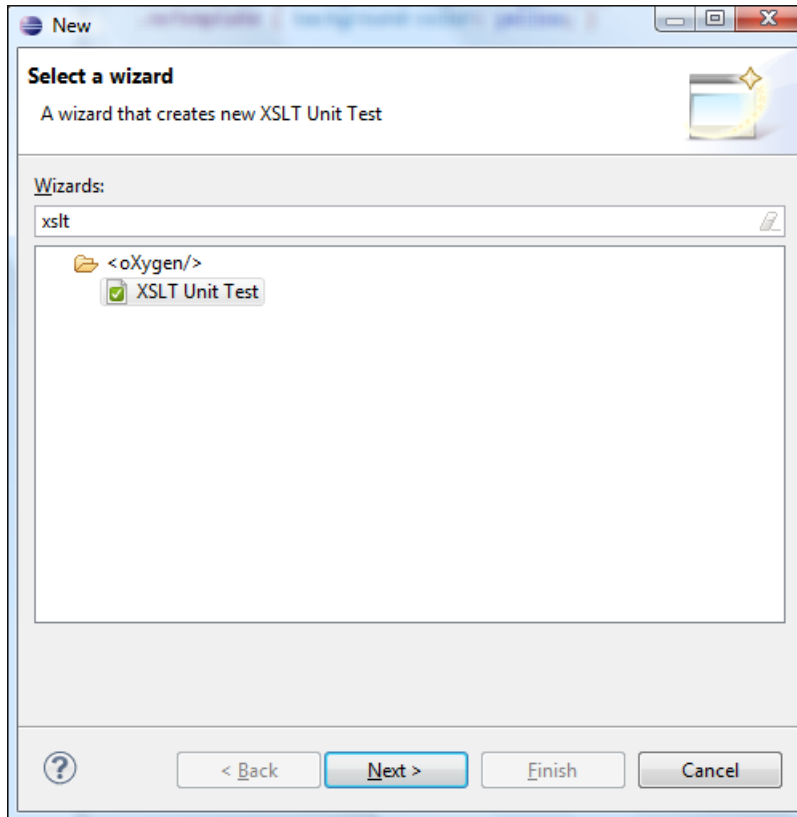 New
Select a wizard
A wizard that creates new XSLT Unit Test
Wizards:
xslt
<oXygen/>
XSLT Unit Test
< Back Next > Finish Cancel